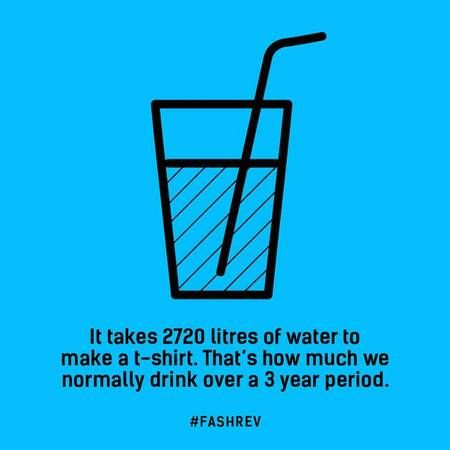 It takes 2720 litres of water to
make a t-shirt. That's how much we
normally drink over a 3 year period.
#FASHREV